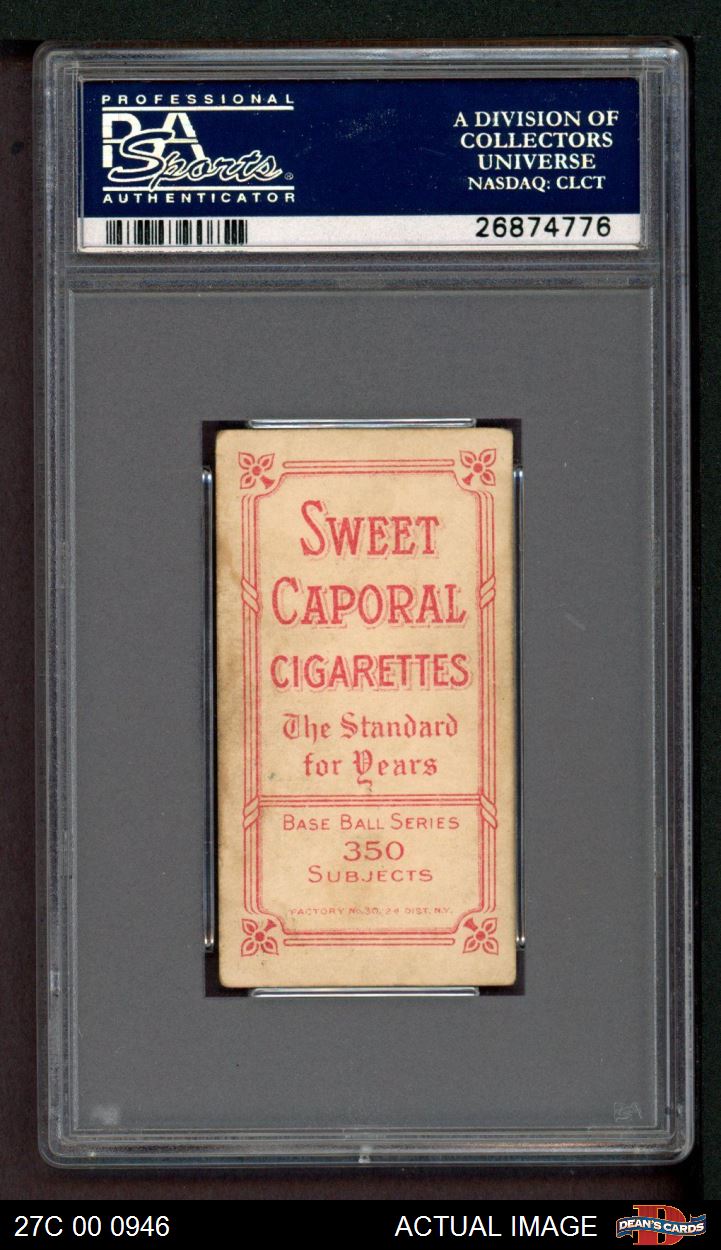 PROFESSIONAL
PSA
Sports®
AUTHENTICATOR
A DIVISION OF
COLLECTORS
UNIVERSE
NASDAQ: CLCT
26874776
SWEET
CAPORAL
CIGARETTES
The Standard
for Years
BASE BALL SERIES
350
SUBJECTS
FACTORY No. 30, 2d DIST. N.Y.
PSA
27C 00 0946
ACTUAL IMAGE
D
DEAN'S CARDS